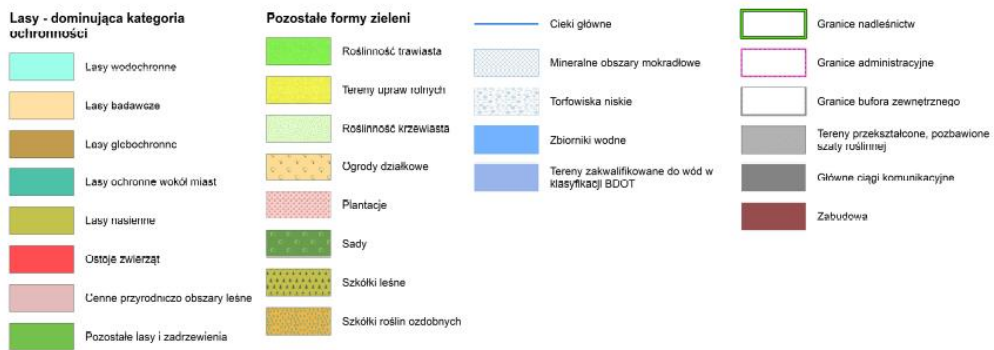 Lasy - dominująca kategoria
ochronności
Lasy wodochronne
Lasy badawcze
Lasy glebochronne
Lasy ochronne wokół miast
Lasy nasienne
Ostoje zwierząt
Cenne przyrodniczo obszary leśne
Pozostałe lasy i zadrzewienia
Pozostałe formy zieleni
Roślinność trawiasta
Tereny upraw rolnych
Roślinność krzewiasta
Ogrody działkowe
Plantacje
Sady
Szkółki leśne
Szkółki roślin ozdobnych
Cieki główne
Mineralne obszary mokradłowe
Torfowiska niskie
Zbiorniki wodne
Tereny zakwalifikowane do wód w
klasyfikacji BDOT
Granice nadleśnictw
Granice administracyjne
Granice bufora zewnętrznego
Tereny przekształcone, pozbawione
szaty roślinnej
Główne ciągi komunikacyjne
Zabudowa